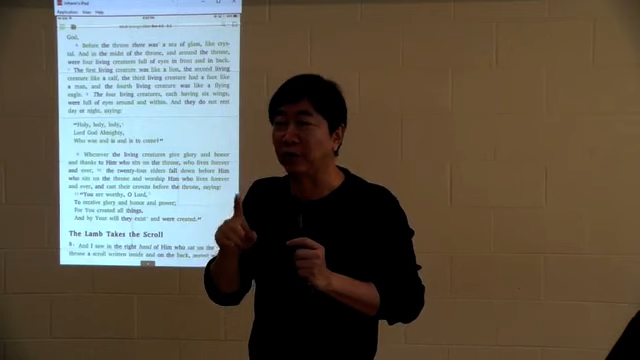 Application View Help
God.
6 Before the throne there was a sea of glass, like crys-
tal. And in the midst of the throne, and around the throne,
were four living creatures full of eyes in front and in back.
7 The first living creature was like a lion, the second living
creature like a calf, the third living creature had a face like
a man, and the fourth living creature was like a flying
eagle. 8 The four living creatures, each having six wings,
were full of eyes around and within. And they do not rest
day or night, saying:
"Holy, holy, holy,
Lord God Almighty,
Who was and is and is to come!"
9 Whenever the living creatures give glory and honor
and thanks to Him who sits on the throne, who lives forever
and ever, 10 the twenty-four elders fall down before Him
who sits on the throne and worship Him who lives forever
and ever, and cast their crowns before the throne, saying:
"You are worthy, O Lord,
To receive glory and honor and power;
For You created all things,
And by Your will they exist and were created."
The Lamb Takes the Scroll
5 And I saw in the right hand of Him who sat on the
throne a scroll written inside and on the back, sealed